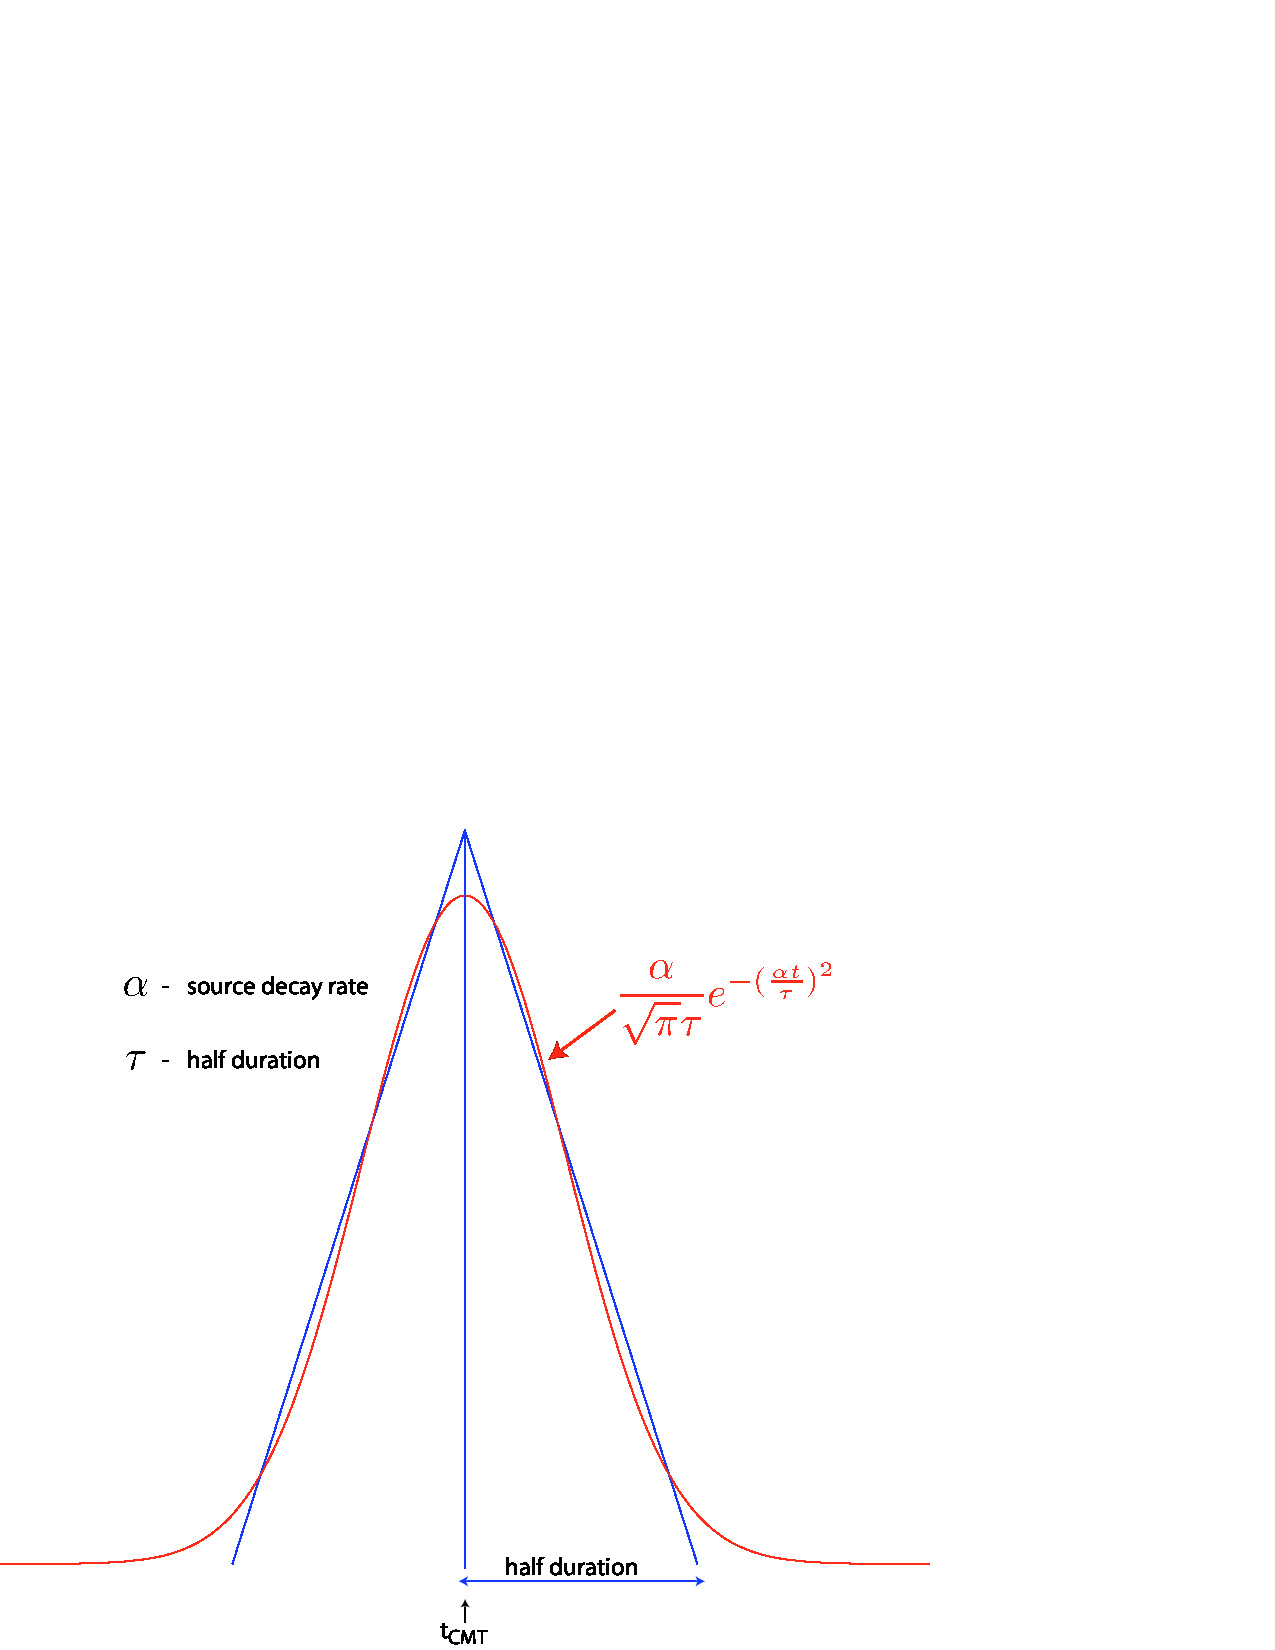 α - source decay rate
α/(√π τ) e^{-(αt/τ)^2}
τ - half duration
half duration
t_CMT